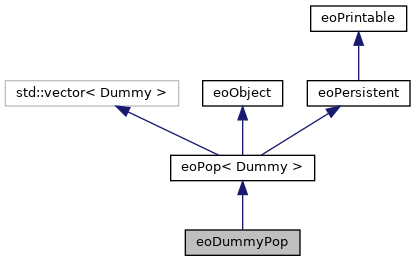 eoPrintable
std::vector< Dummy >
eoObject
eoPersistent
eoPop< Dummy >
eoDummyPop